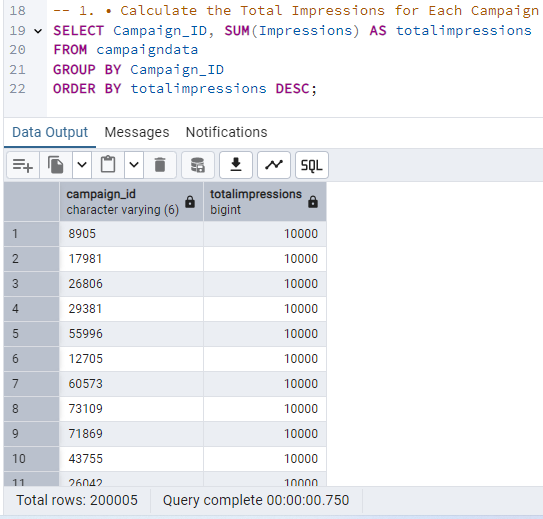 18 -- 1. • Calculate the Total Impressions for Each Campaign
19 SELECT Campaign_ID, SUM(Impressions) AS totalimpressions
20 FROM campaigndata
21 GROUP BY Campaign_ID
22 ORDER BY totalimpressions DESC;
Data Output Messages Notifications
SQL
campaign_id totalimpressions
character varying (6) bigint
1 8905 10000
2 17981 10000
3 26806 10000
4 29381 10000
5 55996 10000
6 12705 10000
7 60573 10000
8 73109 10000
9 71869 10000
10 43755 10000
11 26042 10000
Total rows: 200005 Query complete 00:00:00.750